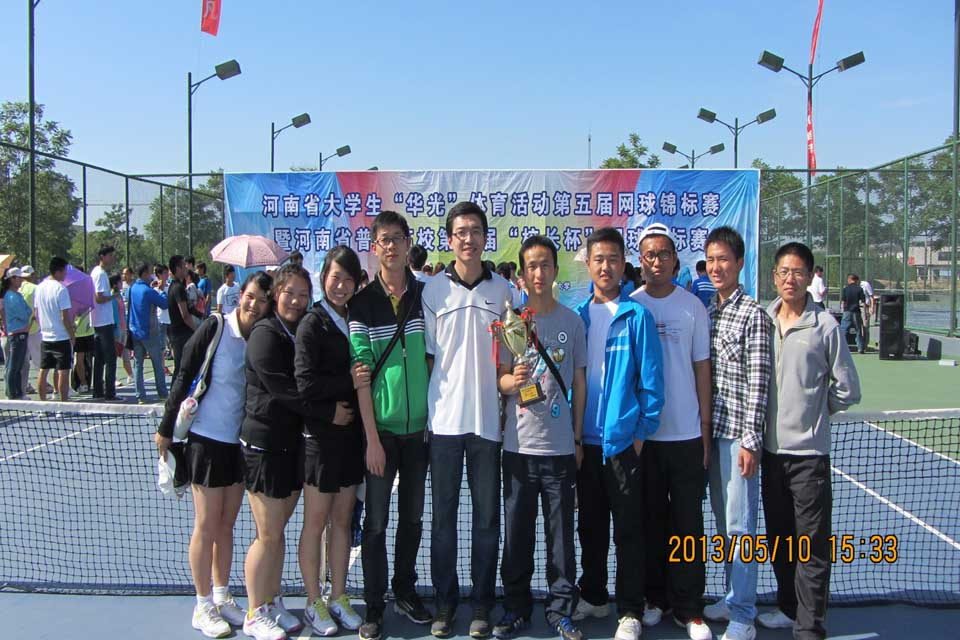 河南省大学生“华光”体育活动第五届网球锦标赛
暨河南省普 校第 届“校长杯” 球锦标赛
2013/05/10 15:33